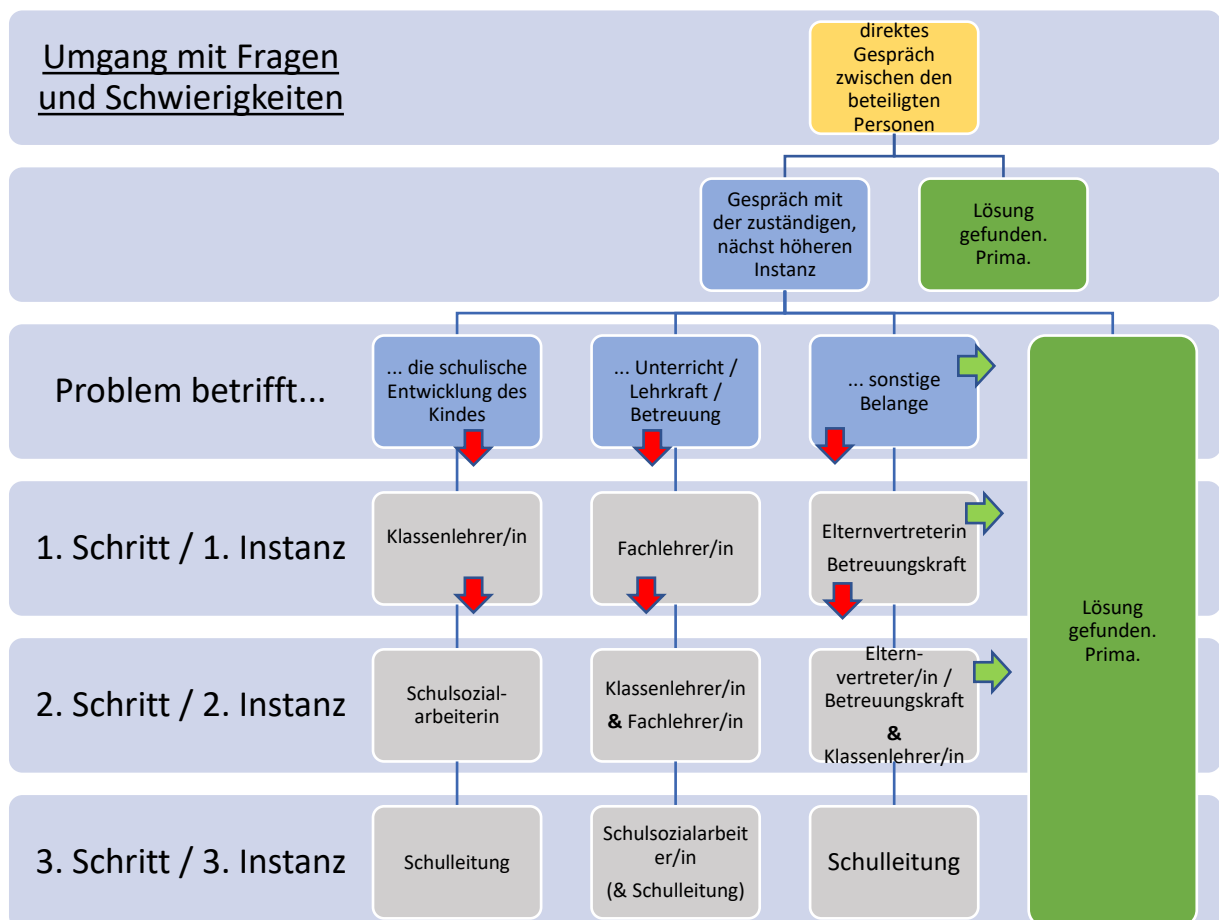 Umgang mit Fragen
und Schwierigkeiten
direktes
Gespräch
zwischen den
beteiligten
Personen
Gespräch mit
der zuständigen,
nächst höheren
Instanz
Lösung
gefunden.
Prima.
Problem betrifft...
... die schulische
Entwicklung des
Kindes
... Unterricht /
Lehrkraft /
Betreuung
... sonstige
Belange
1. Schritt / 1. Instanz
Klassenlehrer/in
Fachlehrer/in
Elternvertreterin
Betreuungskraft
Lösung
gefunden.
Prima.
2. Schritt / 2. Instanz
Schulsozial-
arbeiterin
Klassenlehrer/in
& Fachlehrer/in
Eltern-
vertreter/in /
Betreuungskraft
&
Klassenlehrer/in
3. Schritt / 3. Instanz
Schulleitung
Schulsozialarbeit
er/in
(& Schulleitung)
Schulleitung